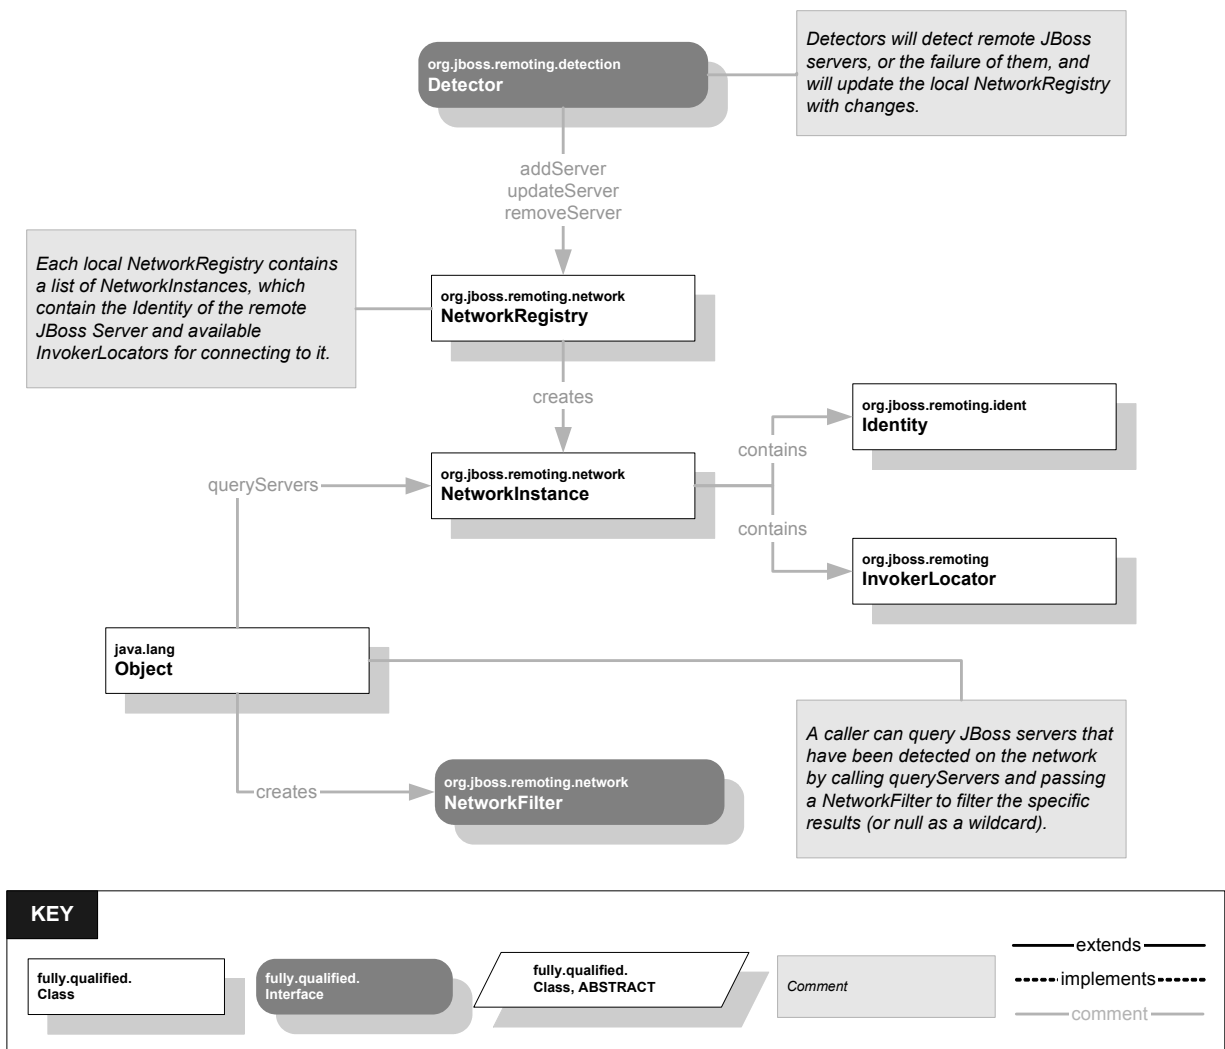 org.jboss.remoting.detection
Detector
Detectors will detect remote JBoss
servers, or the failure of them, and
will update the local NetworkRegistry
with changes.
addServer
updateServer
removeServer
Each local NetworkRegistry contains
a list of NetworkInstances, which
contain the Identity of the remote
JBoss Server and available
InvokerLocators for connecting to it.
org.jboss.remoting.network
NetworkRegistry
creates
org.jboss.remoting.ident
Identity
contains
queryServers
org.jboss.remoting.network
NetworkInstance
contains
org.jboss.remoting
InvokerLocator
java.lang
Object
A caller can query JBoss servers that
have been detected on the network
by calling queryServers and passing
a NetworkFilter to filter the specific
results (or null as a wildcard).
creates
org.jboss.remoting.network
NetworkFilter
KEY
fully.qualified.
Class
fully.qualified.
Interface
fully.qualified.
Class, ABSTRACT
Comment
extends
implements
comment